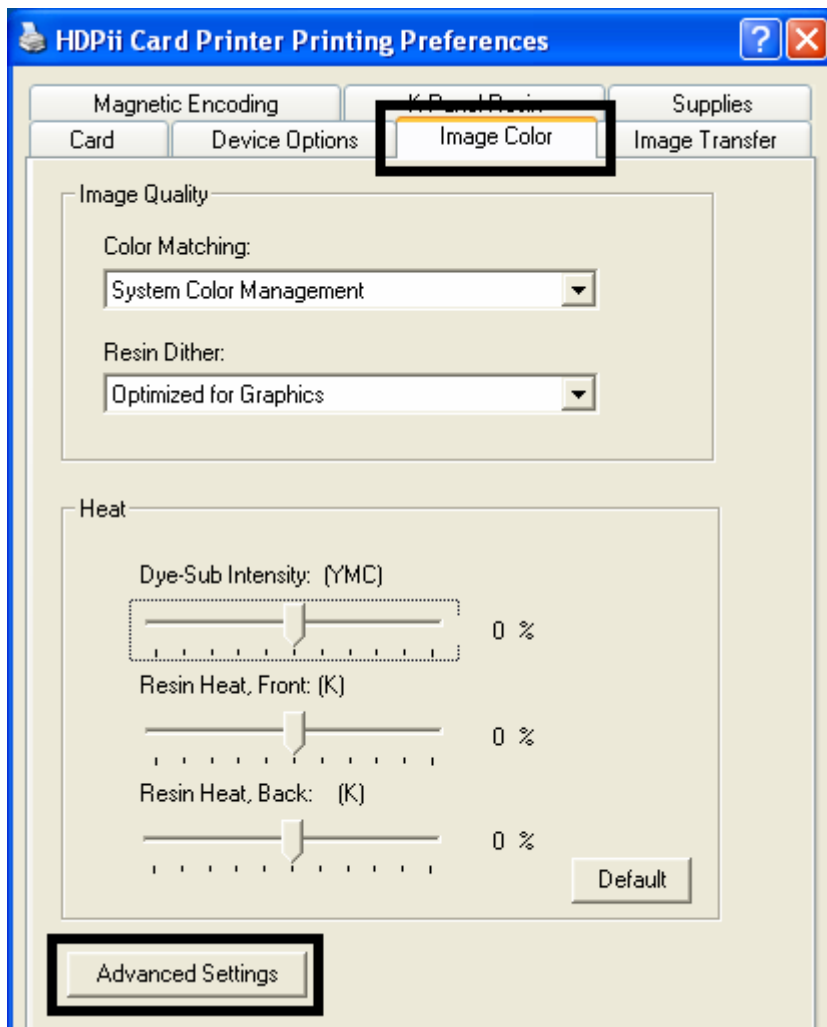 HDPii Card Printer Printing Preferences
Magnetic Encoding K Panel Resin Supplies
Card Device Options Image Color Image Transfer
Image Quality
Color Matching:
System Color Management
Resin Dither:
Optimized for Graphics
Heat
Dye-Sub Intensity: (YMC)
0 %
Resin Heat, Front: (K)
0 %
Resin Heat, Back: (K)
0 %
Default
Advanced Settings